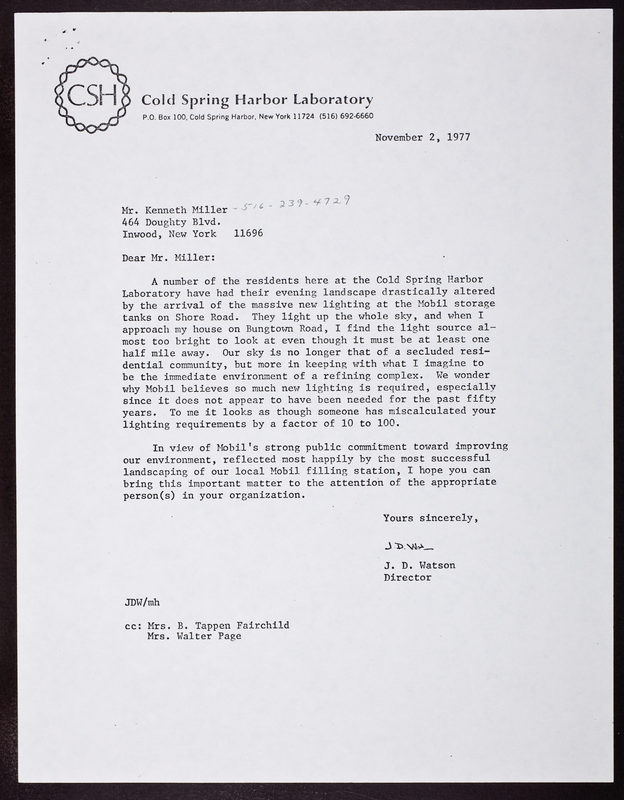 CSH
Cold Spring Harbor Laboratory
P.O. Box 100, Cold Spring Harbor, New York 11724 (516) 692-6660
November 2, 1977
Mr. Kenneth Miller - 516 - 239-4729
464 Doughty Blvd.
Inwood, New York 11696
Dear Mr. Miller:
A number of the residents here at the Cold Spring Harbor
Laboratory have had their evening landscape drastically altered
by the arrival of the massive new lighting at the Mobil storage
tanks on Shore Road. They light up the whole sky, and when I
approach my house on Bungtown Road, I find the light source al-
most too bright to look at even though it must be at least one
half mile away. Our sky is no longer that of a secluded resi-
dential community, but more in keeping with what I imagine to
be the immediate environment of a refining complex. We wonder
why Mobil believes so much new lighting is required, especially
since it does not appear to have been needed for the past fifty
years. To me it looks as though someone has miscalculated your
lighting requirements by a factor of 10 to 100.
In view of Mobil's strong public commitment toward improving
our environment, reflected most happily by the most successful
landscaping of our local Mobil filling station, I hope you can
bring this important matter to the attention of the appropriate
person(s) in your organization.
Yours sincerely,
J. D. Watson
Director
JDW/mh
cc: Mrs. B. Tappen Fairchild
Mrs. Walter Page